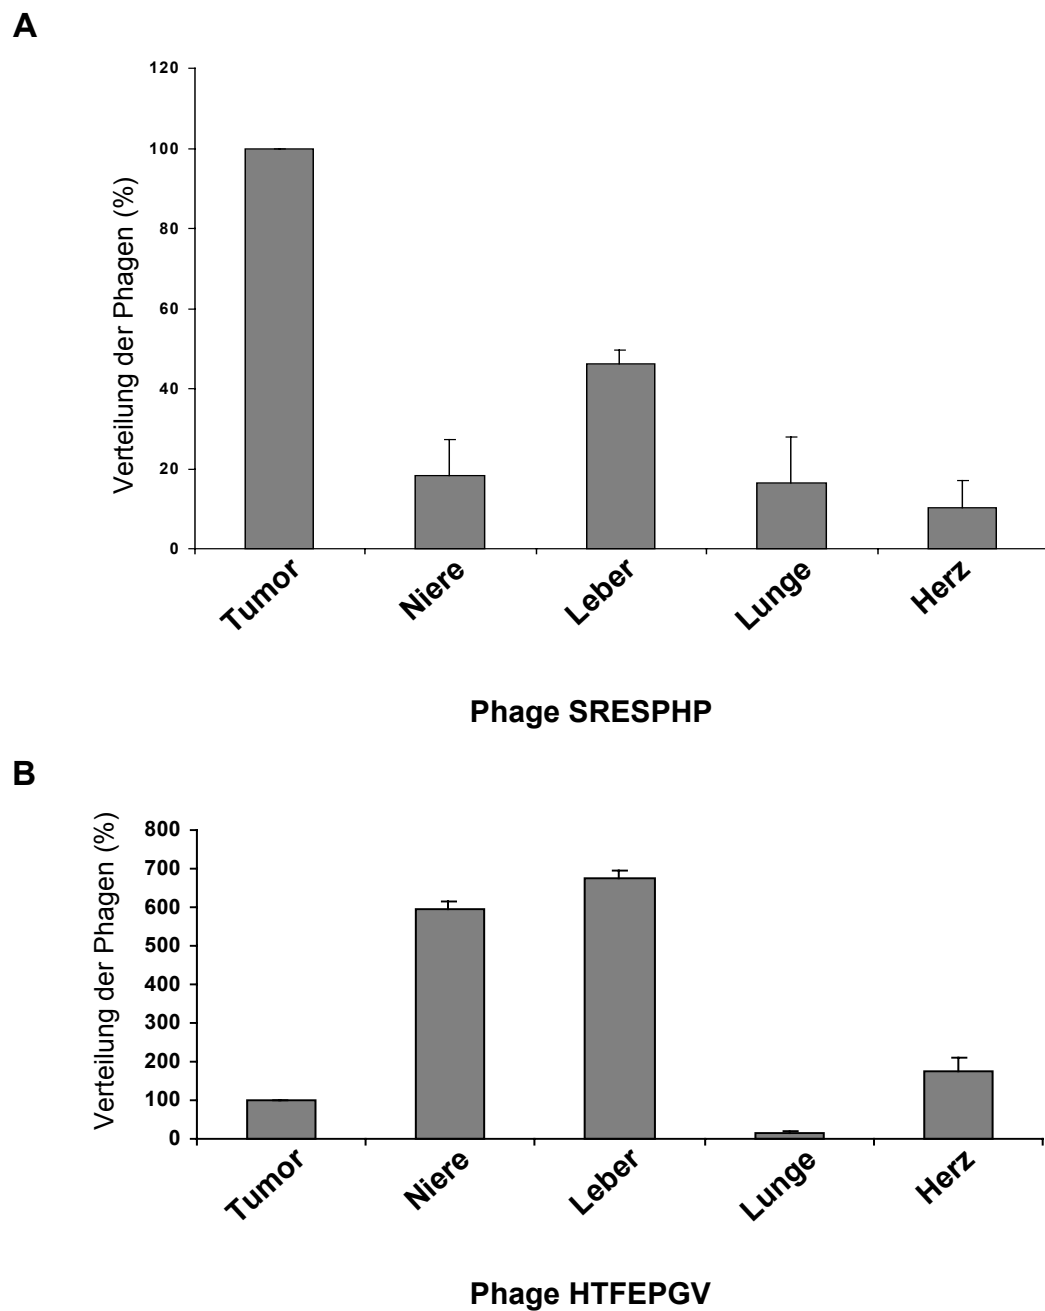 A
Verteilung der Phagen (%)
120
100
80
60
40
20
0
Tumor
Niere
Leber
Lunge
Herz
Phage SRESPHP
B
Verteilung der Phagen (%)
800
700
600
500
400
300
200
100
0
Tumor
Niere
Leber
Lunge
Herz
Phage HTFEPGV